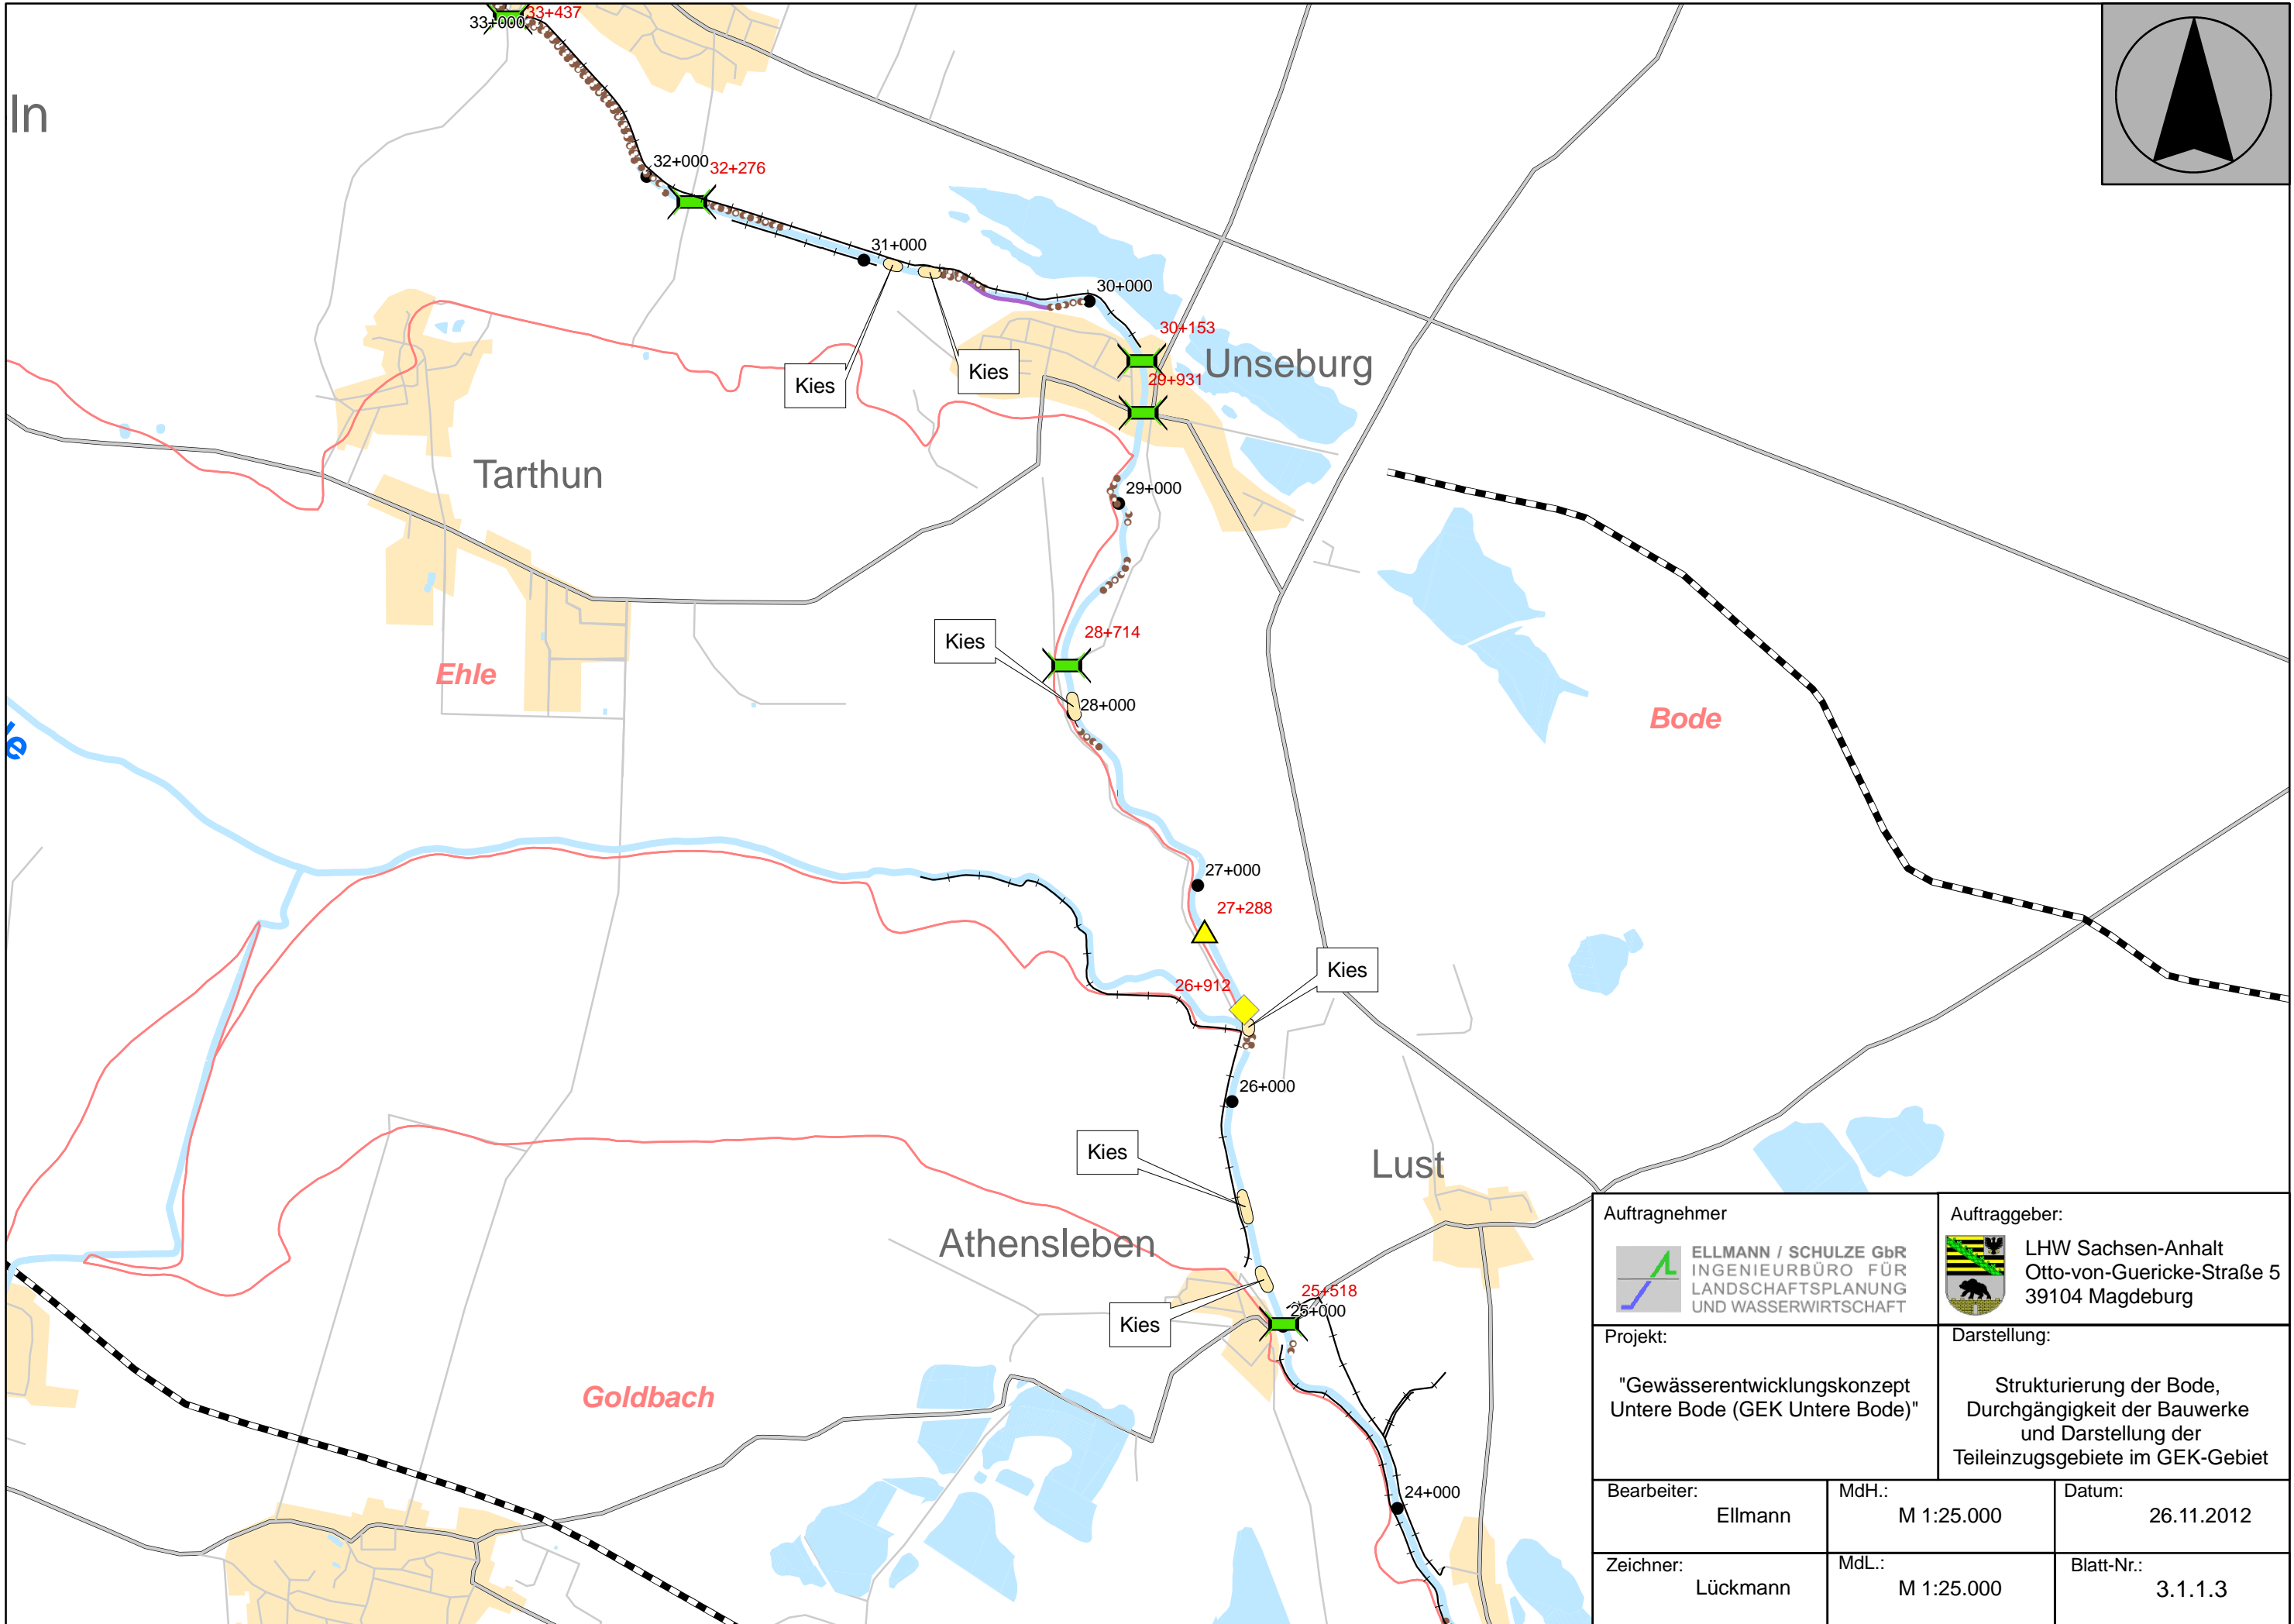 33+437
33+000
ln
32+000
32+276
31+000
30+000
30+153
Unseburg
29+931
Kies
Kies
Tarthun
29+000
28+714
Kies
Ehle
28+000
Bode
le
27+000
27+288
Kies
26+912
26+000
Kies
Lust
Athensleben
25+518
25+000
Kies
Goldbach
24+000
Auftragnehmer
ELLMANN / SCHULZE GbR
INGENIEURBÜRO FÜR
LANDSCHAFTSPLANUNG
UND WASSERWIRTSCHAFT
Auftraggeber:
LHW Sachsen-Anhalt
Otto-von-Guericke-Straße 5
39104 Magdeburg
Projekt:
"Gewässerentwicklungskonzept
Untere Bode (GEK Untere Bode)"
Darstellung:
Strukturierung der Bode,
Durchgängigkeit der Bauwerke
und Darstellung der
Teileinzugsgebiete im GEK-Gebiet
Bearbeiter:
Ellmann
MdH.:
M 1:25.000
Datum:
26.11.2012
Zeichner:
Lückmann
MdL.:
M 1:25.000
Blatt-Nr.:
3.1.1.3